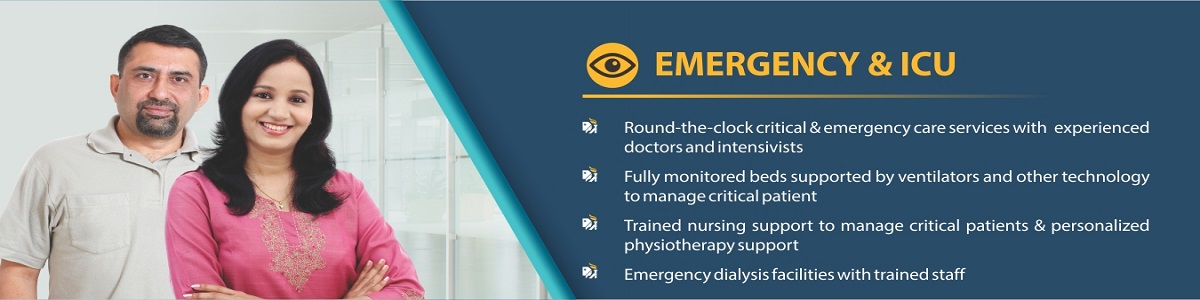 EMERGENCY & ICU
Round-the-clock critical & emergency care services with experienced
doctors and intensivists
Fully monitored beds supported by ventilators and other technology
to manage critical patient
Trained nursing support to manage critical patients & personalized
physiotherapy support
Emergency dialysis facilities with trained staff